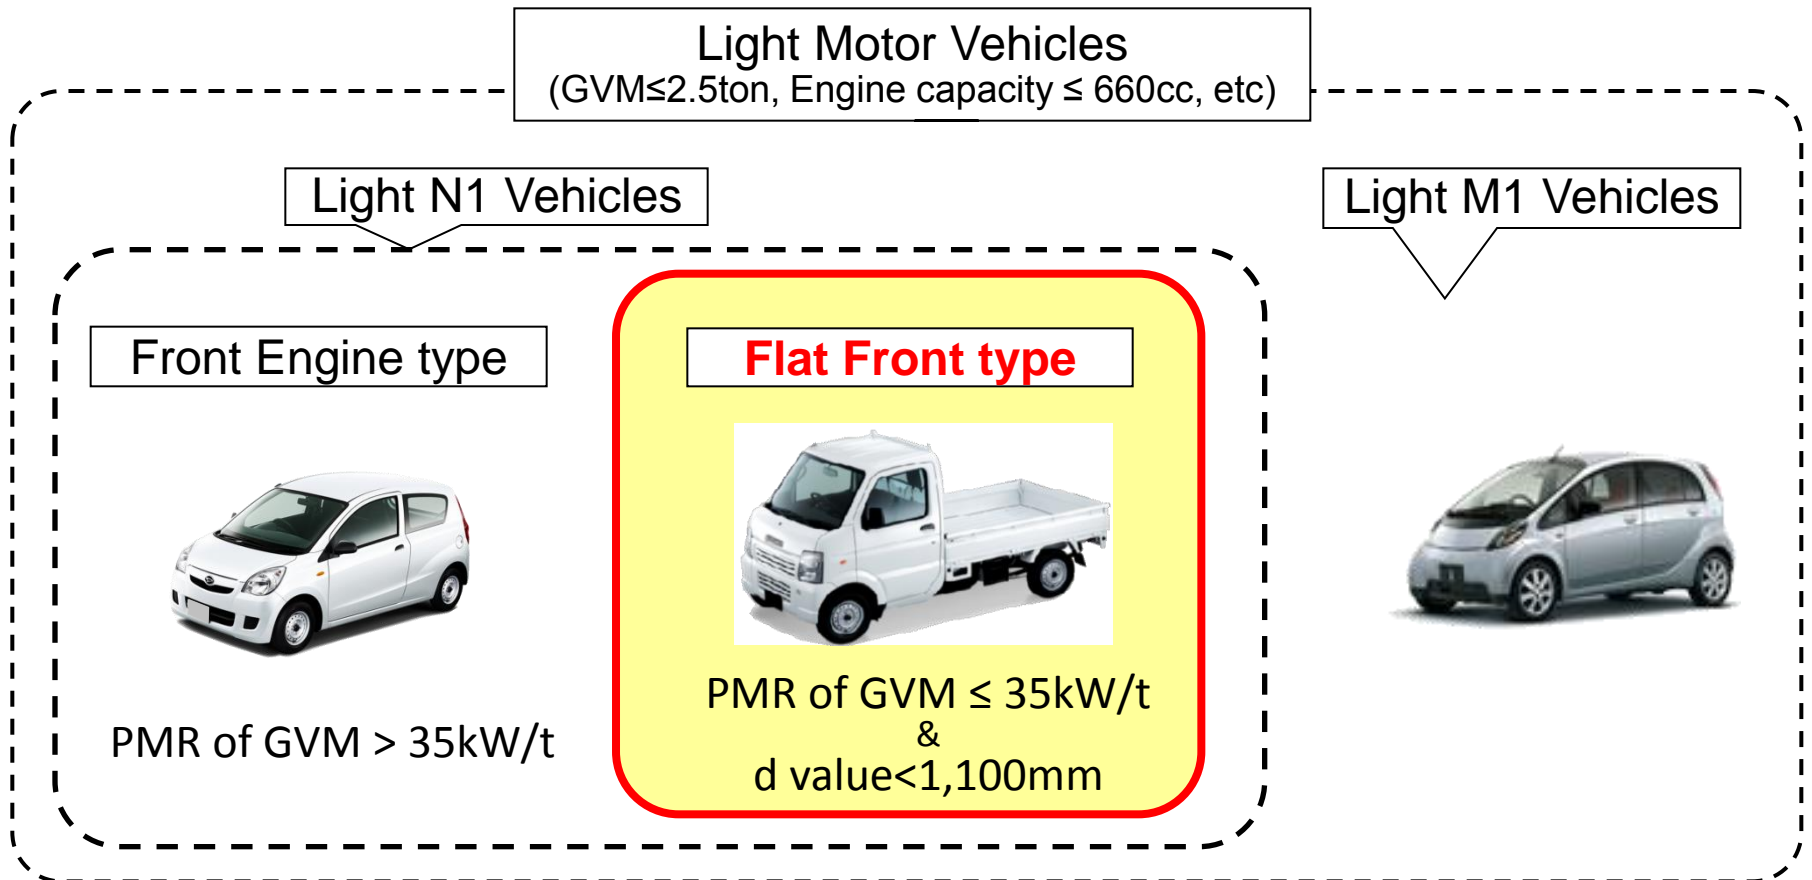 Light Motor Vehicles
(GVM≤2.5ton, Engine capacity ≤ 660cc, etc)
Light N1 Vehicles
Light M1 Vehicles
Front Engine type
Flat Front type
PMR of GVM > 35kW/t
PMR of GVM ≤ 35kW/t
&
d value<1,100mm